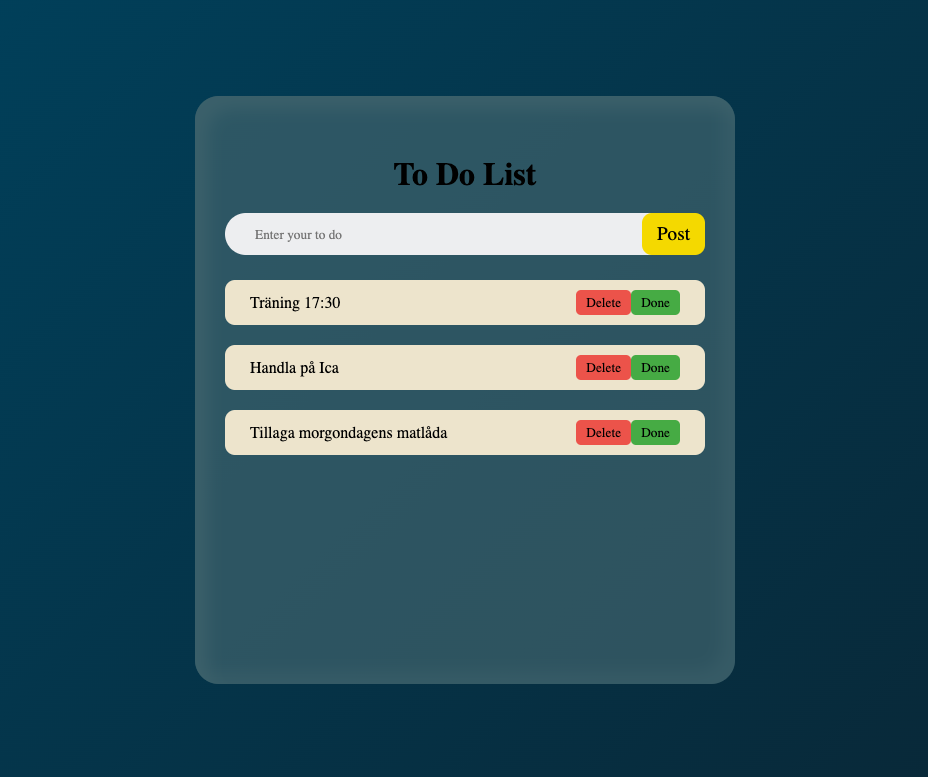 To Do List
Enter your to do Post
Träning 17:30 Delete Done
Handla på Ica Delete Done
Tillaga morgondagens matlåda Delete Done